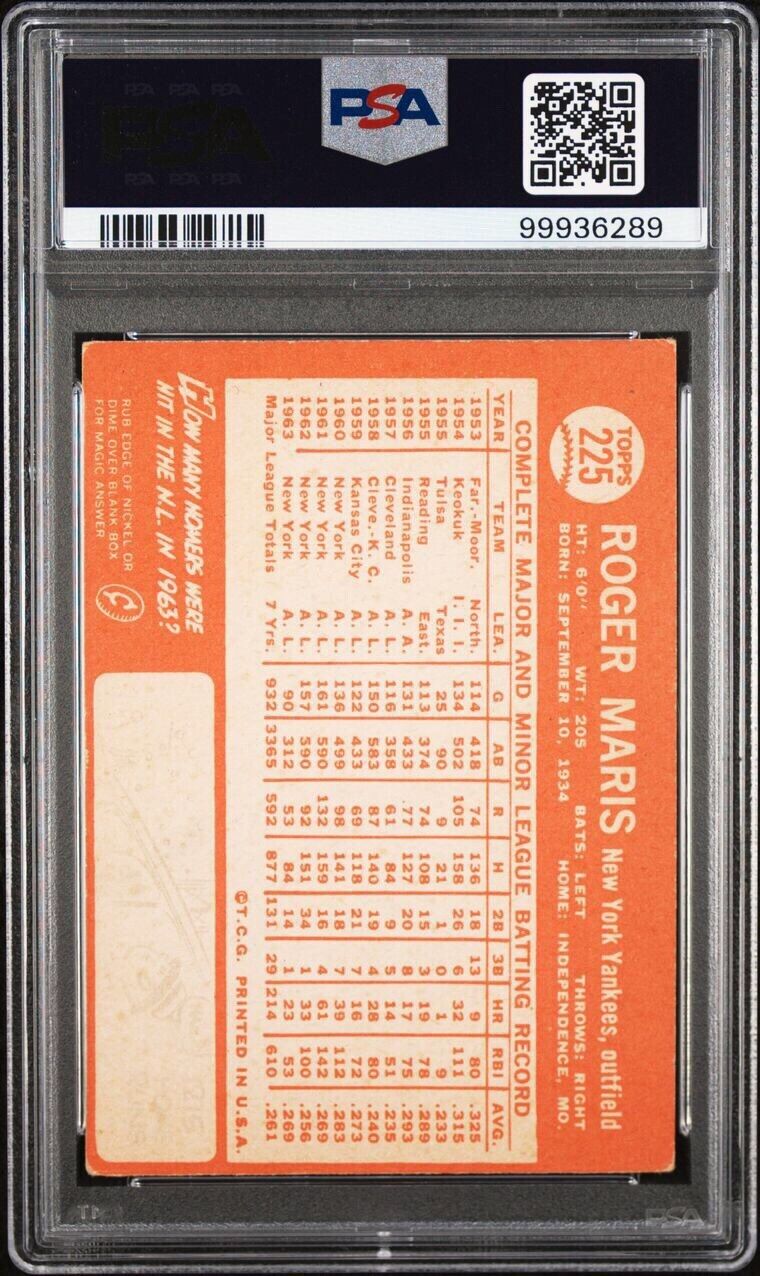 PSA
99936289
TOPPS
225
ROGER MARIS New York Yankees, outfield
HT: 6'0" WT: 205 BATS: LEFT THROWS: RIGHT
BORN: SEPTEMBER 10, 1934 HOME: INDEPENDENCE, MO.
COMPLETE MAJOR AND MINOR LEAGUE BATTING RECORD
YEAR TEAM LEA. G AB R H 2B 3B HR RBI AVG.
1953 Far.-Moor. North. 114 418 74 136 18 13 9 80 .325
1954 Keokuk I. I. I. 134 502 105 158 26 6 32 111 .315
1955 Tulsa Texas 25 90 9 21 1 0 1 9 .233
1955 Reading East. 113 374 74 108 15 3 19 78 .289
1956 Indianapolis A. A. 131 433 77 127 20 8 17 75 .293
1957 Cleveland A. L. 116 358 61 84 9 5 14 51 .235
1958 Cleve.-K. C. A. L. 150 583 87 140 19 4 28 80 .240
1959 Kansas City A. L. 122 433 69 118 21 7 16 72 .273
1960 New York A. L. 136 499 98 141 18 7 39 112 .283
1961 New York A. L. 161 590 132 159 16 4 61 142 .269
1962 New York A. L. 157 590 92 151 34 1 33 100 .256
1963 New York A. L. 90 312 53 84 14 1 23 53 .269
Major League Totals 7 Yrs. 932 3365 592 877 131 29 214 610 .261
©T.C.G. PRINTED IN U.S.A.
HOW MANY HOMERS WERE
HIT IN THE N.L. IN 1963?
RUB EDGE OF NICKEL OR
DIME OVER BLANK BOX
FOR MAGIC ANSWER
PSA